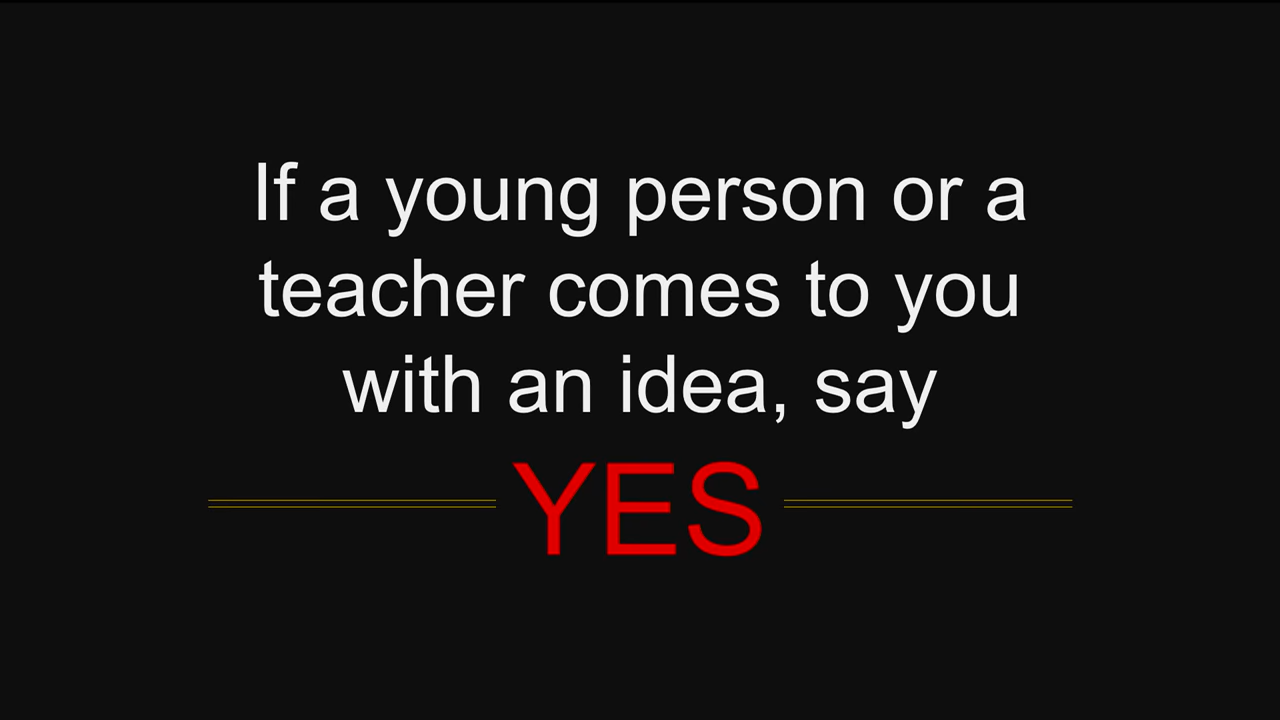 If a young person or a
teacher comes to you
with an idea, say
YES